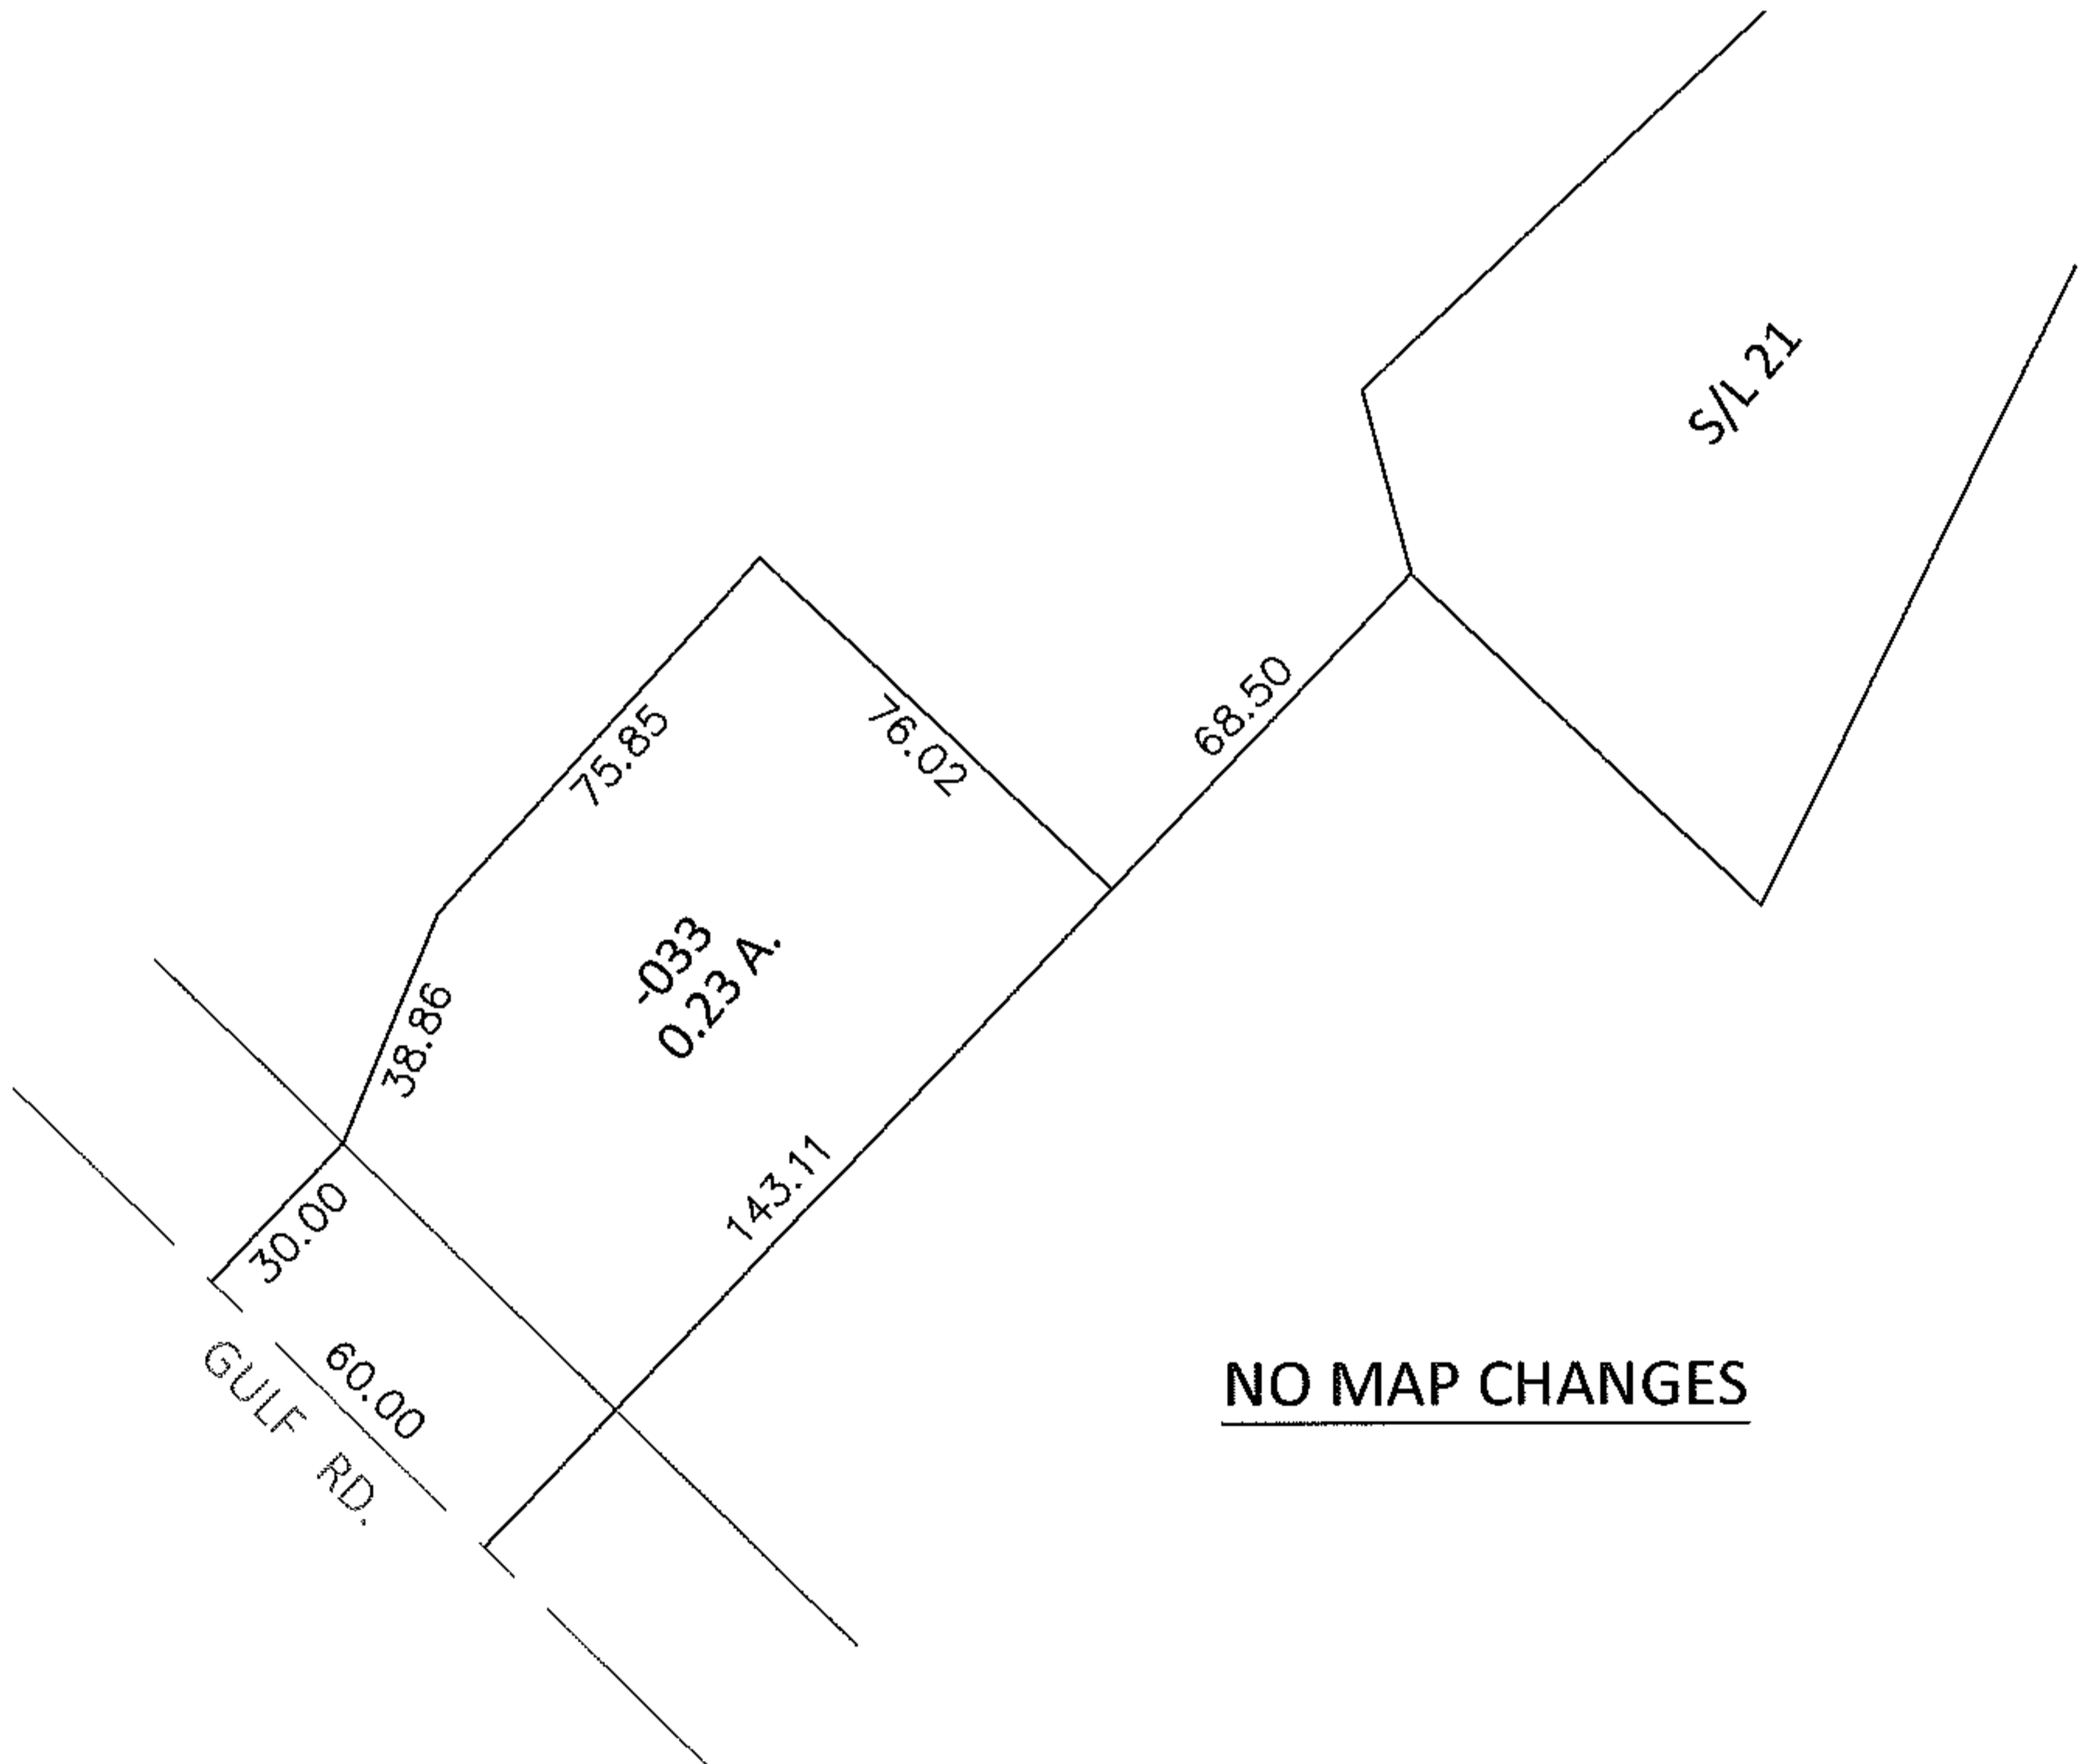 S/L 21
68.50
76.02
75.85
-033
0.23 A.
38.86
143.11
30.00
60.00
GULF RD.
NO MAP CHANGES